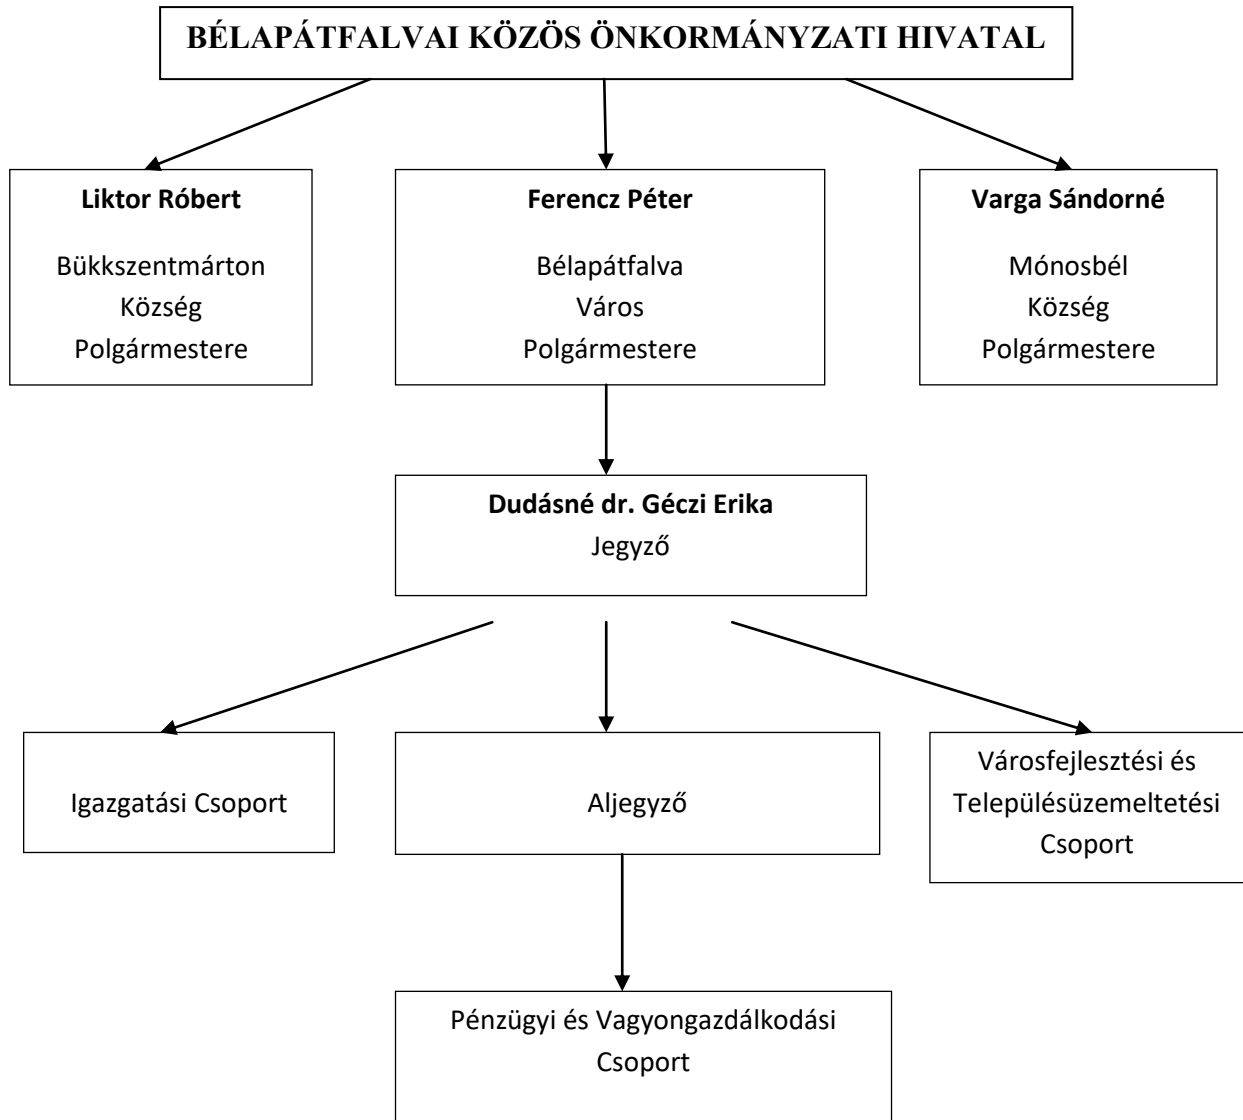 BÉLAPÁTFALVAI KÖZÖS ÖNKORMÁNYZATI HIVATAL
Liktor Róbert
Bükkszentmárton
Község
Polgármestere
Ferencz Péter
Bélapátfalva
Város
Polgármestere
Varga Sándorné
Mónosbél
Község
Polgármestere
Dudásné dr. Géczi Erika
Jegyző
Igazgatási Csoport
Aljegyző
Városfejlesztési és
Településüzemeltetési
Csoport
Pénzügyi és Vagyongazdálkodási
Csoport